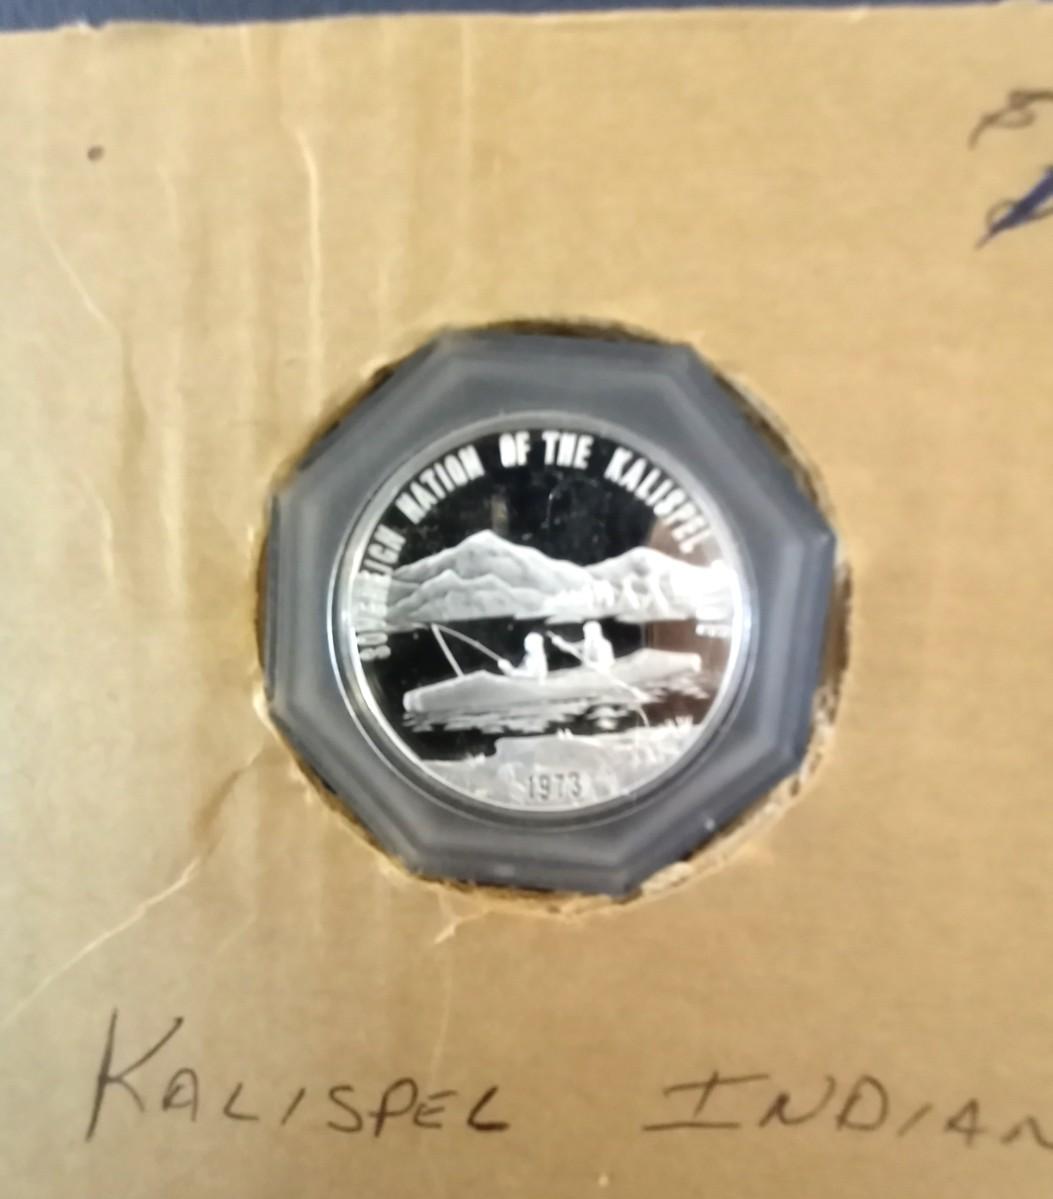 SOVEREIGN NATION OF THE KALISPEL
1973
KALISPEL INDIAN